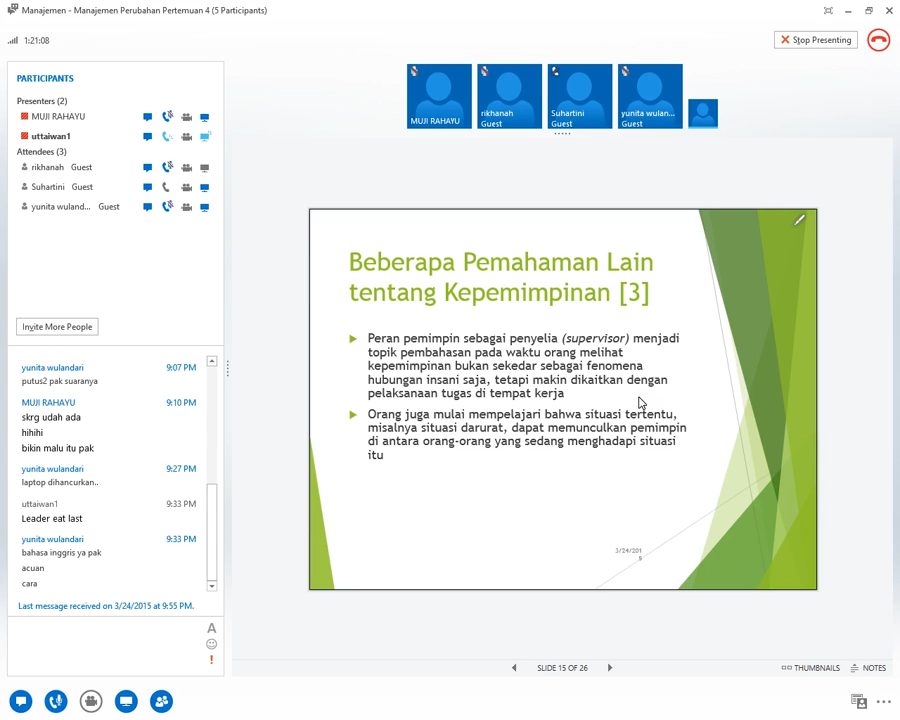 Manajemen - Manajemen Perubahan Pertemuan 4 (5 Participants)
1:21:08
Stop Presenting
PARTICIPANTS
Presenters (2)
MUJI RAHAYU
uttaiwan1
Attendees (3)
rikhanah Guest
Suhartini Guest
yunita wuland... Guest
Invite More People
yunita wulandari 9:07 PM
putus2 pak suaranya
MUJI RAHAYU 9:10 PM
skrg udah ada
hihihi
bikin malu itu pak
yunita wulandari 9:27 PM
laptop dihancurkan..
uttaiwan1 9:33 PM
Leader eat last
yunita wulandari 9:33 PM
bahasa inggris ya pak
acuan
cara
Last message received on 3/24/2015 at 9:55 PM.
A
!
MUJI RAHAYU
rikhanah
Guest
Suhartini
Guest
yunita wulan...
Guest
Beberapa Pemahaman Lain
tentang Kepemimpinan [3]
Peran pemimpin sebagai penyelia (supervisor) menjadi
topik pembahasan pada waktu orang melihat
kepemimpinan bukan sekedar sebagai fenomena
hubungan insani saja, tetapi makin dikaitkan dengan
pelaksanaan tugas di tempat kerja
Orang juga mulai mempelajari bahwa situasi tertentu,
misalnya situasi darurat, dapat memunculkan pemimpin
di antara orang-orang yang sedang menghadapi situasi
itu
3/24/201
5
SLIDE 15 OF 26
THUMBNAILS
NOTES